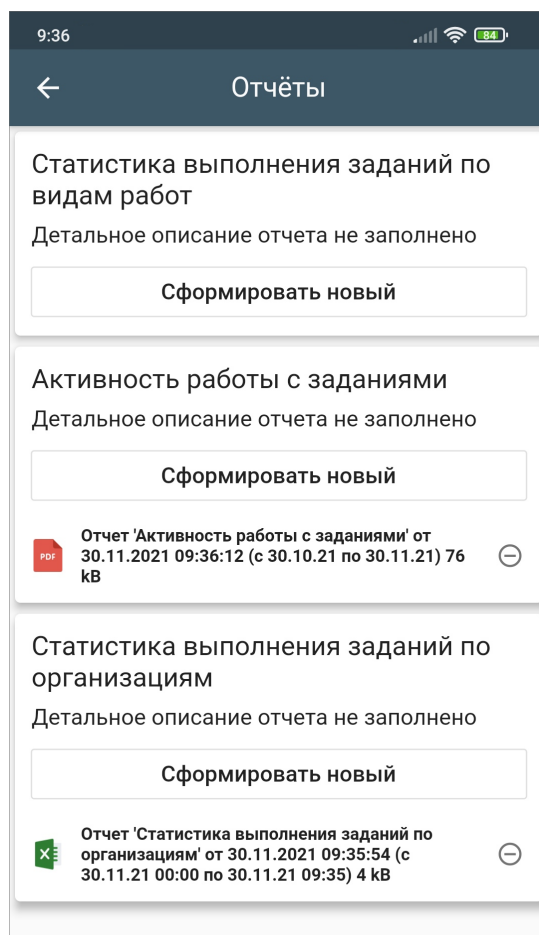 9:36
84
Отчёты
Статистика выполнения заданий по
видам работ
Детальное описание отчета не заполнено
Сформировать новый
Активность работы с заданиями
Детальное описание отчета не заполнено
Сформировать новый
PDF
Отчет 'Активность работы с заданиями' от
30.11.2021 09:36:12 (с 30.10.21 по 30.11.21) 76
kB
Статистика выполнения заданий по
организациям
Детальное описание отчета не заполнено
Сформировать новый
X
Отчет 'Статистика выполнения заданий по
организациям' от 30.11.2021 09:35:54 (с
30.11.21 00:00 по 30.11.21 09:35) 4 kB